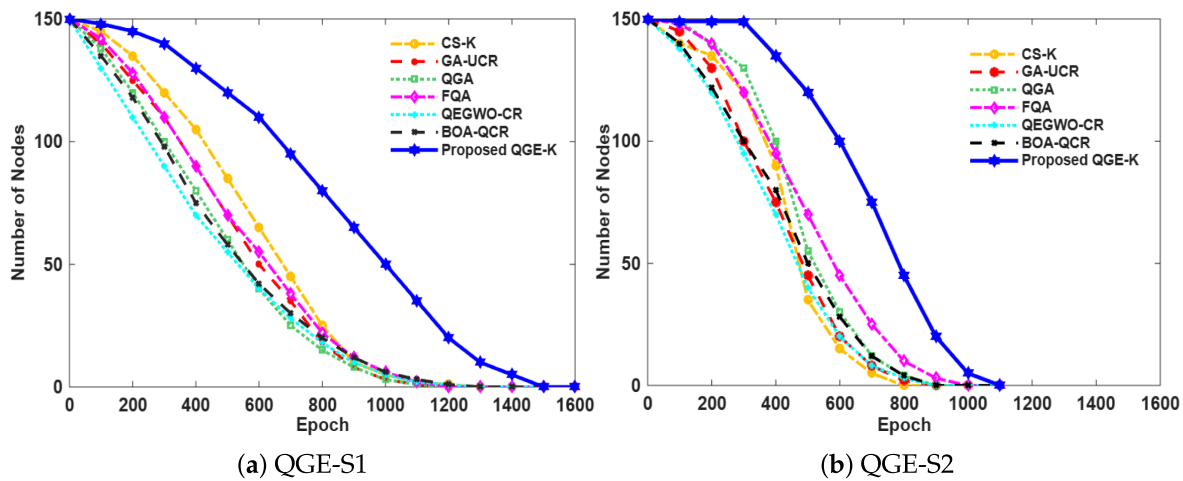 150
100
50
0
Number of Nodes
CS-K
GA-UCR
QGA
FQA
QEGWO-CR
BOA-QCR
Proposed QGE-K
0 200 400 600 800 1000 1200 1400 1600
Epoch
(a) QGE-S1
150
100
50
0
Number of Nodes
CS-K
GA-UCR
QGA
FQA
QEGWO-CR
BOA-QCR
Proposed QGE-K
0 200 400 600 800 1000 1200 1400 1600
Epoch
(b) QGE-S2